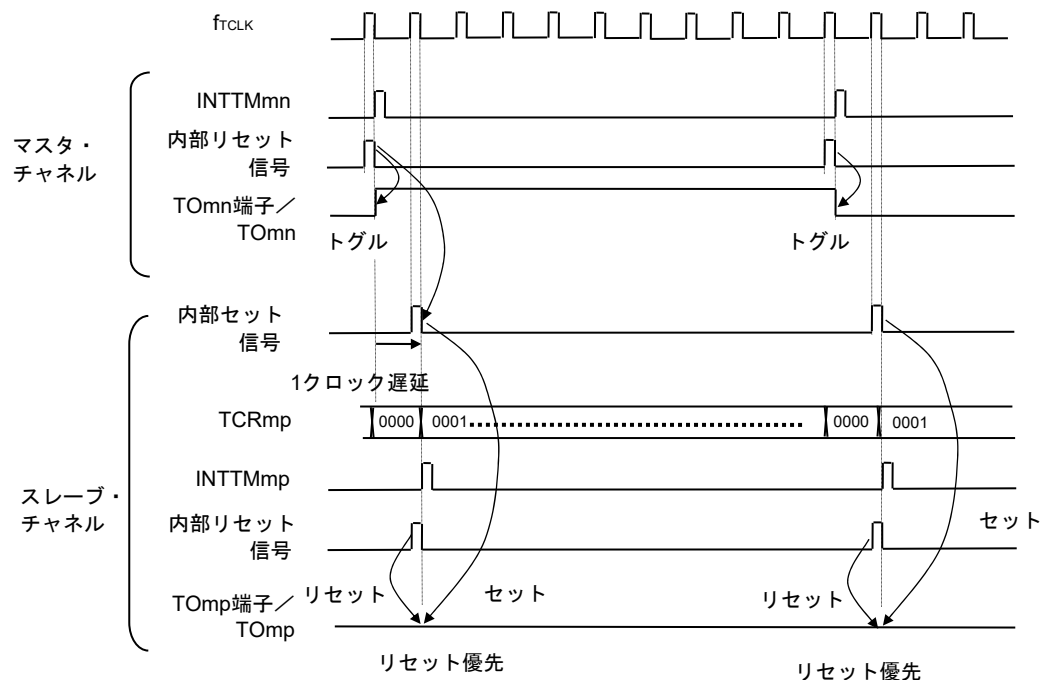 fTCLK
マスタ・
チャネル
INTTMmn
内部リセット
信号
TOmn端子／
TOmn
トグル
トグル
スレーブ・
チャネル
内部セット
信号
1クロック遅延
TCRmp
0000
0001
0000
0001
INTTMmp
内部リセット
信号
セット
リセット
セット
リセット
TOmp端子／
TOmp
リセット優先
リセット優先